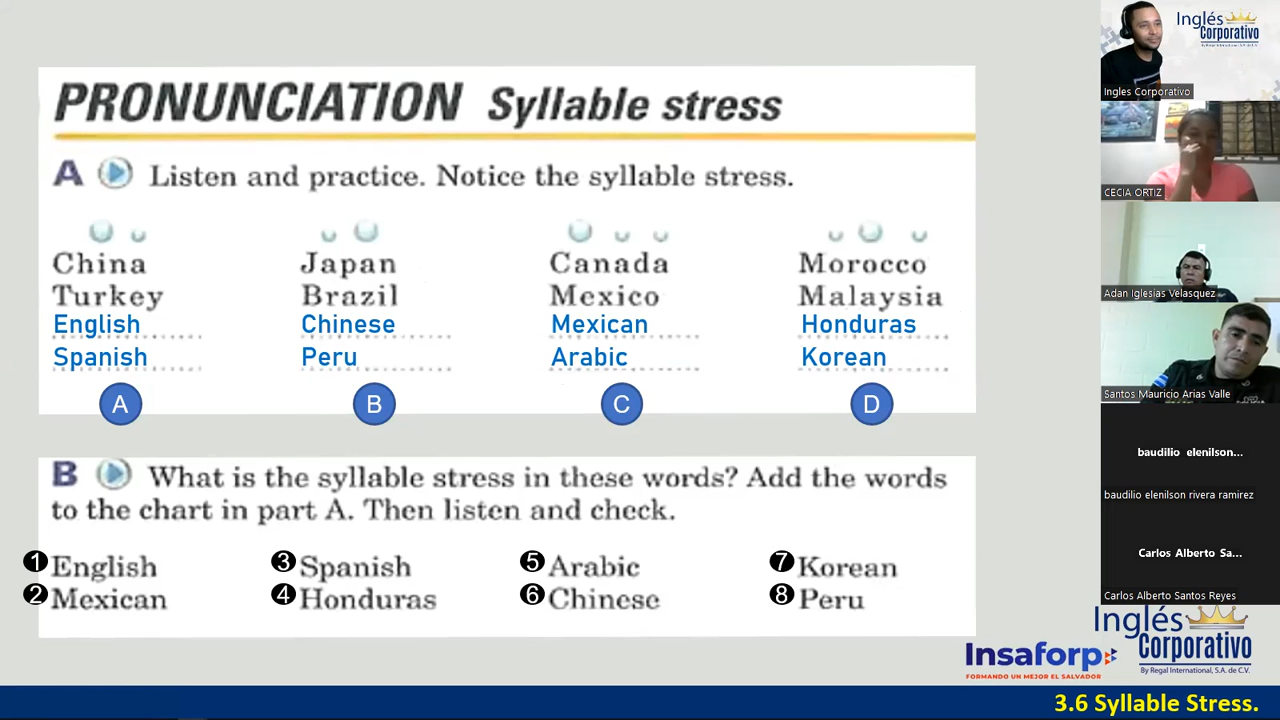 PRONUNCIATION Syllable stress
A Listen and practice. Notice the syllable stress.
China Japan Canada Morocco
Turkey Brazil Mexico Malaysia
English Chinese Mexican Honduras
Spanish Peru Arabic Korean
A B C D
B What is the syllable stress in these words? Add the words
to the chart in part A. Then listen and check.
1 English 3 Spanish 5 Arabic 7 Korean
2 Mexican 4 Honduras 6 Chinese 8 Peru
Inglés
Corporativo
By Regal International, S.A. de C.V.
Ingles Corporativo
CECIA ORTIZ
Adan Iglesias Velasquez
Santos Mauricio Arias Valle
baudilio elenilson...
baudilio elenilson rivera ramirez
Carlos Alberto Sa...
Carlos Alberto Santos Reyes
Insaforp
FORMANDO UN MEJOR EL SALVADOR
Inglés
Corporativo
By Regal International, S.A. de C.V.
3.6 Syllable Stress.